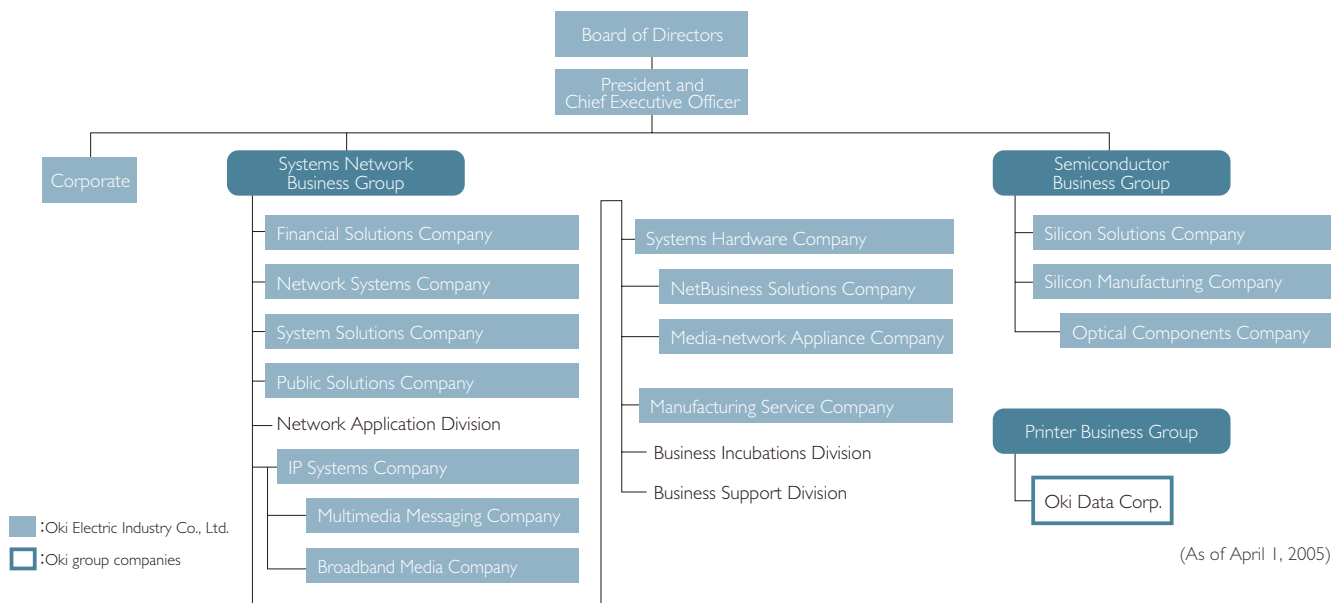 Board of Directors
President and
Chief Executive Officer
Corporate
Systems Network
Business Group
Financial Solutions Company
Network Systems Company
System Solutions Company
Public Solutions Company
Network Application Division
IP Systems Company
Multimedia Messaging Company
Broadband Media Company
Systems Hardware Company
NetBusiness Solutions Company
Media-network Appliance Company
Manufacturing Service Company
Business Incubations Division
Business Support Division
Semiconductor
Business Group
Silicon Solutions Company
Silicon Manufacturing Company
Optical Components Company
Printer Business Group
Oki Data Corp.
:Oki Electric Industry Co., Ltd.
:Oki group companies
(As of April 1, 2005)